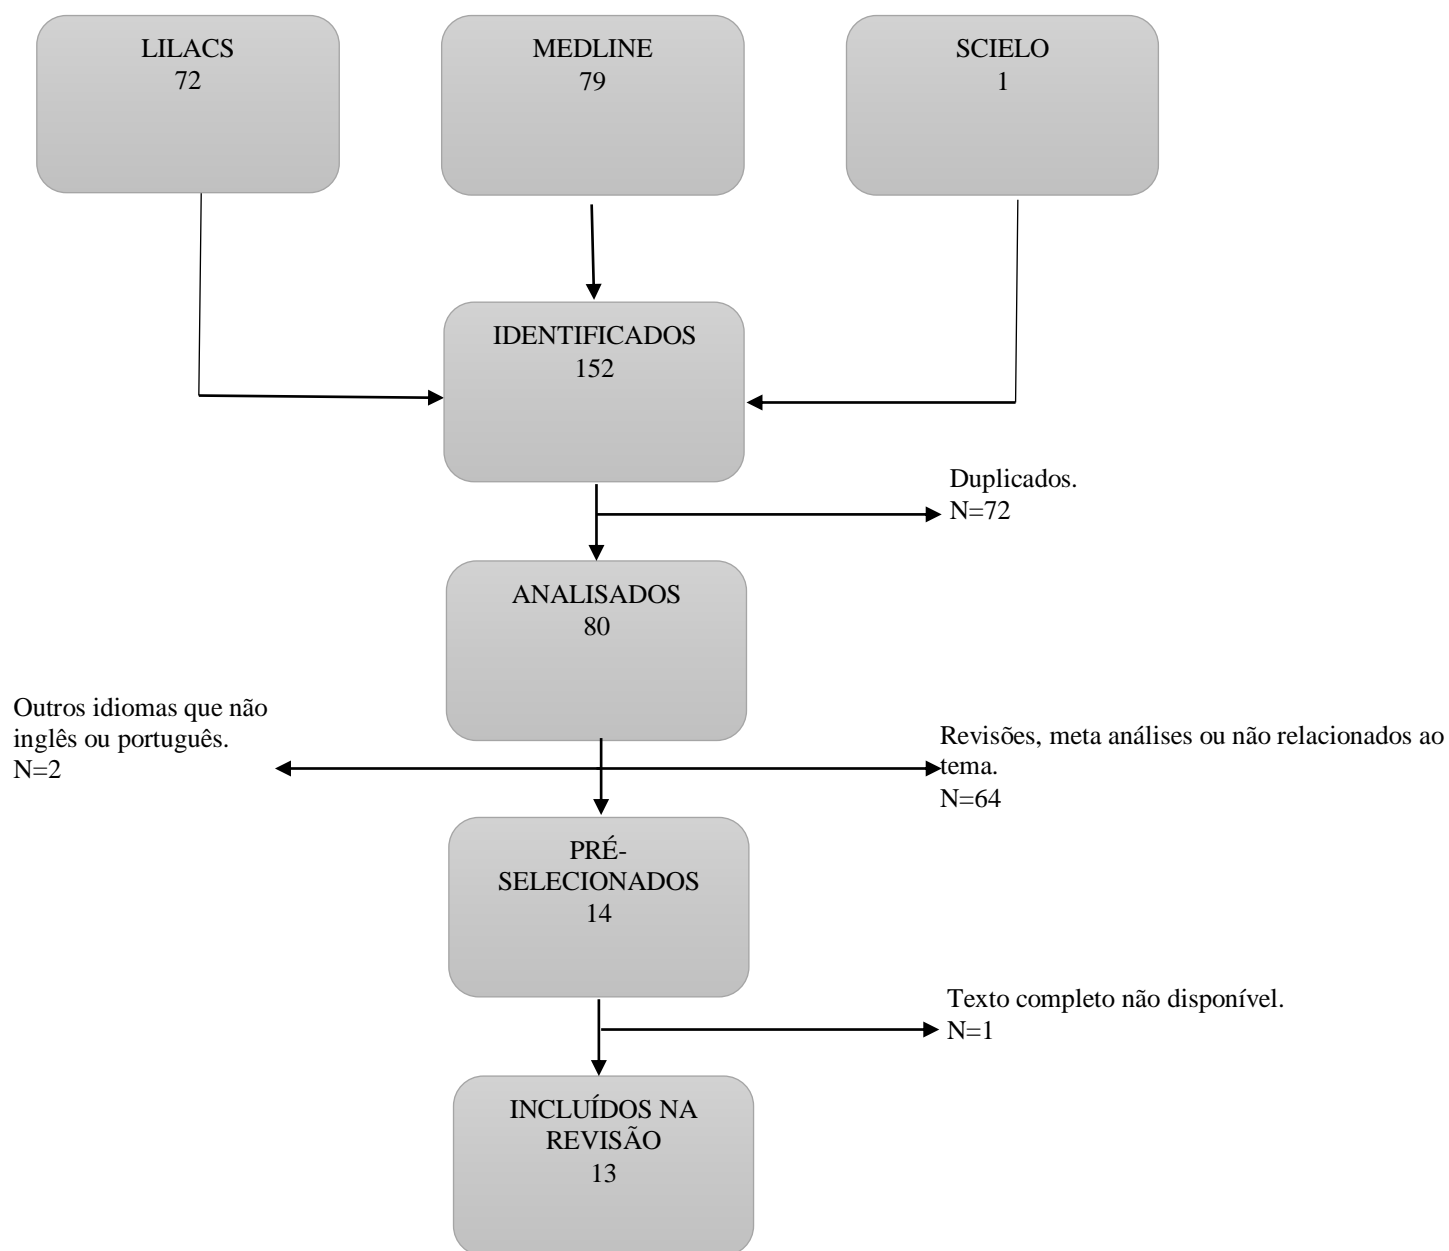 LILACS
72
MEDLINE
79
SCIELO
1
IDENTIFICADOS
152
Duplicados.
N=72
ANALISADOS
80
Outros idiomas que não
inglês ou português.
N=2
Revisões, meta análises ou não relacionados ao
tema.
N=64
PRÉ-
SELECIONADOS
14
Texto completo não disponível.
N=1
INCLUÍDOS NA
REVISÃO
13